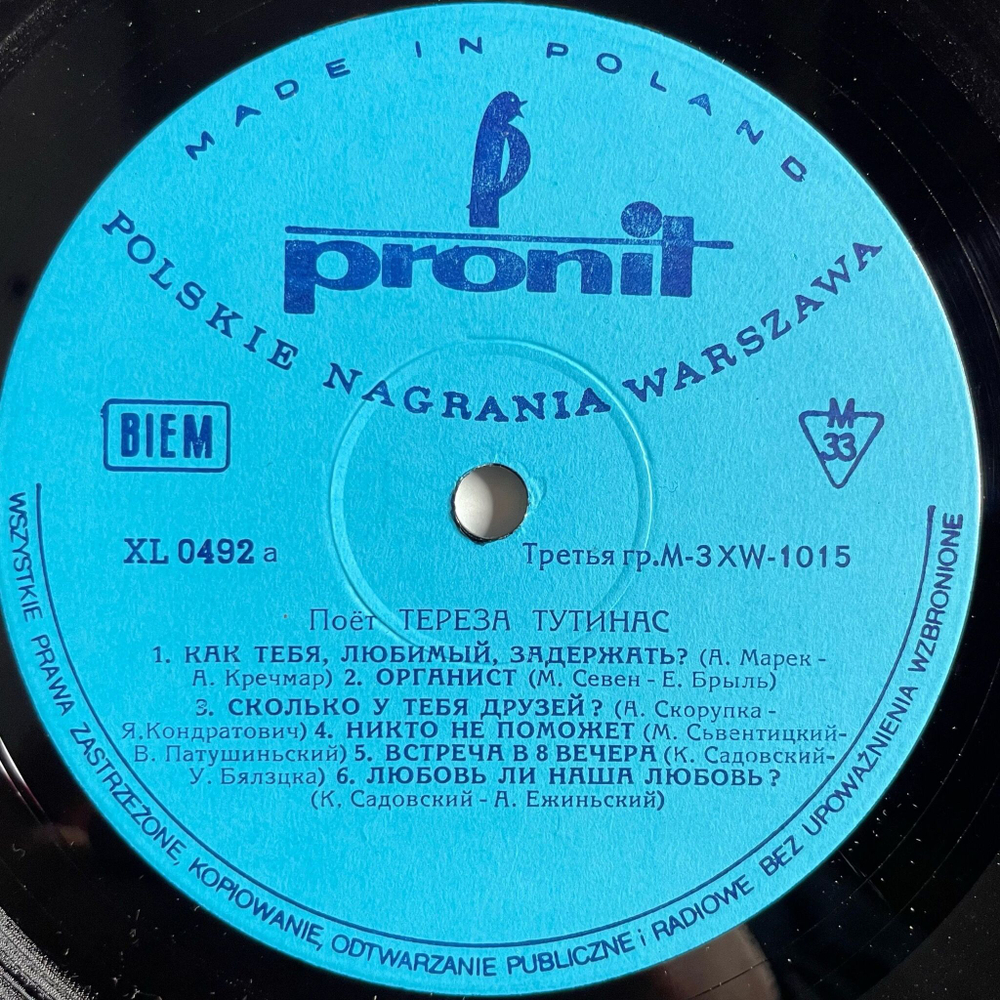 MADE IN POLAND
pronit
POLSKIE NAGRANIA WARSZAWA
BIEM
M
33
XL 0492 a
Третья гр.М-3 XW-1015
Поёт ТЕРЕЗА ТУТИНАС
1. КАК ТЕБЯ, ЛЮБИМЫЙ, ЗАДЕРЖАТЬ? (А. Марек -
А. Кречмар) 2. ОРГАНИСТ (М. Севен - Е. Брыль)
3. СКОЛЬКО У ТЕБЯ ДРУЗЕЙ? (А. Скорупка -
Я.Кондратович) 4. НИКТО НЕ ПОМОЖЕТ (М. Сьвентицкий-
В. Патушиньский) 5. ВСТРЕЧА В 8 ВЕЧЕРА (К. Садовский-
У. Бялзцка) 6. ЛЮБОВЬ ЛИ НАША ЛЮБОВЬ?
(К. Садовский - А. Ежиньский)
WSZYSTKIE PRAWA ZASTRZEŻONE, KOPIOWANIE, ODTWARZANIE PUBLICZNE i RADIOWE BEZ UPOWAŻNIENIA WZBRONIONE